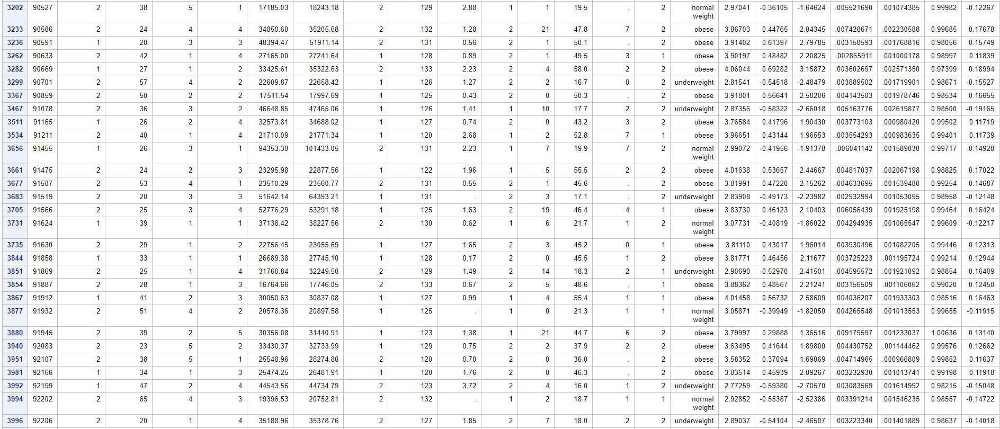 3202 90527 2 38 5 1 17185.03 18243.18 2 129 2.88 1 1 19.5 . 2 normal 2.97041 -0.36105 -1.64624 .005521690 .001074385 0.99982 -0.12267
weight
3233 90586 2 24 4 4 34850.60 35205.68 2 132 1.28 2 21 47.8 7 2 obese 3.86703 0.44765 2.04345 .007428671 .002230588 0.99685 0.17678
3236 90591 1 20 3 3 48394.47 51911.14 2 131 0.56 2 1 50.1 . 2 obese 3.91402 0.61397 2.79785 .003158593 .001768816 0.98056 0.15749
3262 90633 2 42 1 4 27165.00 27241.64 1 128 0.89 2 1 49.5 3 1 obese 3.90197 0.48482 2.20825 .002865911 .001000178 0.98997 0.11839
3282 90669 1 27 1 2 33425.61 35322.63 2 133 2.23 2 4 58.0 2 2 obese 4.06044 0.69282 3.15872 .003602697 .002571350 0.97399 0.18994
3299 90701 2 57 4 2 22609.87 22658.42 1 126 1.27 2 2 16.7 0 2 underweight 2.81541 -0.54518 -2.48479 .003889502 .001719901 0.98671 -0.15527
3367 90859 2 50 2 2 17511.54 17997.69 1 125 0.43 2 0 50.3 . 2 obese 3.91801 0.56641 2.58206 .004143503 .001978746 0.98534 0.16655
3467 91078 2 36 3 2 46648.85 47465.06 1 126 1.41 1 10 17.7 2 2 underweight 2.87356 -0.58322 -2.66018 .005163776 .002619877 0.98500 -0.19165
3511 91165 1 26 2 4 32573.81 34688.02 1 127 0.74 2 0 43.2 3 2 obese 3.76584 0.41796 1.90430 .003773103 .000980420 0.99502 0.11719
3534 91211 2 40 1 4 21710.09 21771.34 1 120 2.68 1 2 52.8 7 1 obese 3.96651 0.43144 1.96553 .003554293 .000983635 0.99401 0.11739
3656 91455 1 26 3 1 94353.30 101433.05 2 131 2.23 1 7 19.9 7 2 normal 2.99072 -0.41956 -1.91378 .006041142 .001589030 0.99717 -0.14920
weight
3661 91475 2 24 2 3 23295.98 22877.56 1 122 1.96 1 5 55.5 2 2 obese 4.01638 0.53657 2.44667 .004817037 .002067198 0.98825 0.17022
3677 91507 2 53 4 1 23510.29 23560.77 2 131 0.55 2 1 45.6 . 2 obese 3.81991 0.47220 2.15262 .004633695 .001539480 0.99254 0.14687
3683 91519 2 20 3 3 51642.14 64393.21 1 131 . 2 3 17.1 . 2 underweight 2.83908 -0.49173 -2.23982 .002932994 .001053095 0.98958 -0.12148
3705 91566 2 25 3 4 52776.29 53291.18 1 125 1.63 2 19 46.4 4 1 obese 3.83730 0.46123 2.10403 .006056439 .001925198 0.99464 0.16424
3731 91624 1 39 1 1 37138.42 38227.56 2 130 0.62 1 6 21.7 1 2 normal 3.07731 -0.40819 -1.86022 .004294935 .001065547 0.99609 -0.12217
weight
3735 91630 2 29 1 2 22756.45 23055.69 1 127 1.65 2 3 45.2 0 1 obese 3.81110 0.43017 1.96014 .003930496 .001082205 0.99446 0.12313
3844 91858 1 33 1 1 26689.38 27745.10 1 128 0.17 2 0 45.5 1 2 obese 3.81771 0.46456 2.11677 .003725223 .001195724 0.99214 0.12944
3851 91869 2 25 1 4 31760.84 32249.50 2 129 1.49 2 14 18.3 2 1 underweight 2.90690 -0.52970 -2.41501 .004595572 .001921092 0.98854 -0.16409
3854 91887 2 28 1 3 16764.66 17746.05 2 133 0.67 2 5 48.6 . 1 obese 3.88362 0.48567 2.21241 .003156509 .001106062 0.99020 0.12450
3867 91912 1 41 2 3 30050.63 30837.08 1 127 0.99 1 4 55.4 1 1 obese 4.01458 0.56732 2.58609 .004036207 .001933303 0.98516 0.16463
3877 91932 2 51 4 2 20578.36 20897.58 1 125 . 1 0 21.3 1 1 normal 3.05871 -0.39949 -1.82050 .004265548 .001013553 0.99655 -0.11915
weight
3880 91945 2 39 2 5 30356.08 31440.91 1 123 1.38 1 21 44.7 6 2 obese 3.79997 0.29888 1.36516 .009179597 .001233037 1.00636 0.13140
3940 92083 2 23 5 2 33430.37 32733.99 1 129 0.75 2 2 37.9 2 2 obese 3.63495 0.41644 1.89800 .004430752 .001144462 0.99576 0.12662
3951 92107 2 38 5 1 25548.96 28274.80 2 120 0.70 2 0 36.0 . 2 obese 3.58352 0.37094 1.69069 .004714965 .000966809 0.99852 0.11637
3981 92166 1 34 1 3 25474.25 26481.91 1 120 1.76 2 0 46.3 . 2 obese 3.83514 0.45939 2.09267 .003232930 .001013741 0.99198 0.11918
3992 92199 1 47 2 4 44543.56 44734.79 2 123 3.72 2 4 16.0 1 2 underweight 2.77259 -0.59380 -2.70570 .003083569 .001614992 0.98215 -0.15048
3994 92202 2 65 4 3 19396.53 20752.81 2 132 . 1 2 18.7 1 1 normal 2.92852 -0.55387 -2.52386 .003391214 .001546235 0.98557 -0.14722
weight
3996 92206 2 20 1 4 35188.96 35378.76 2 127 1.85 2 7 18.0 2 2 underweight 2.89037 -0.54104 -2.46507 .003223340 .001401889 0.98637 -0.14018